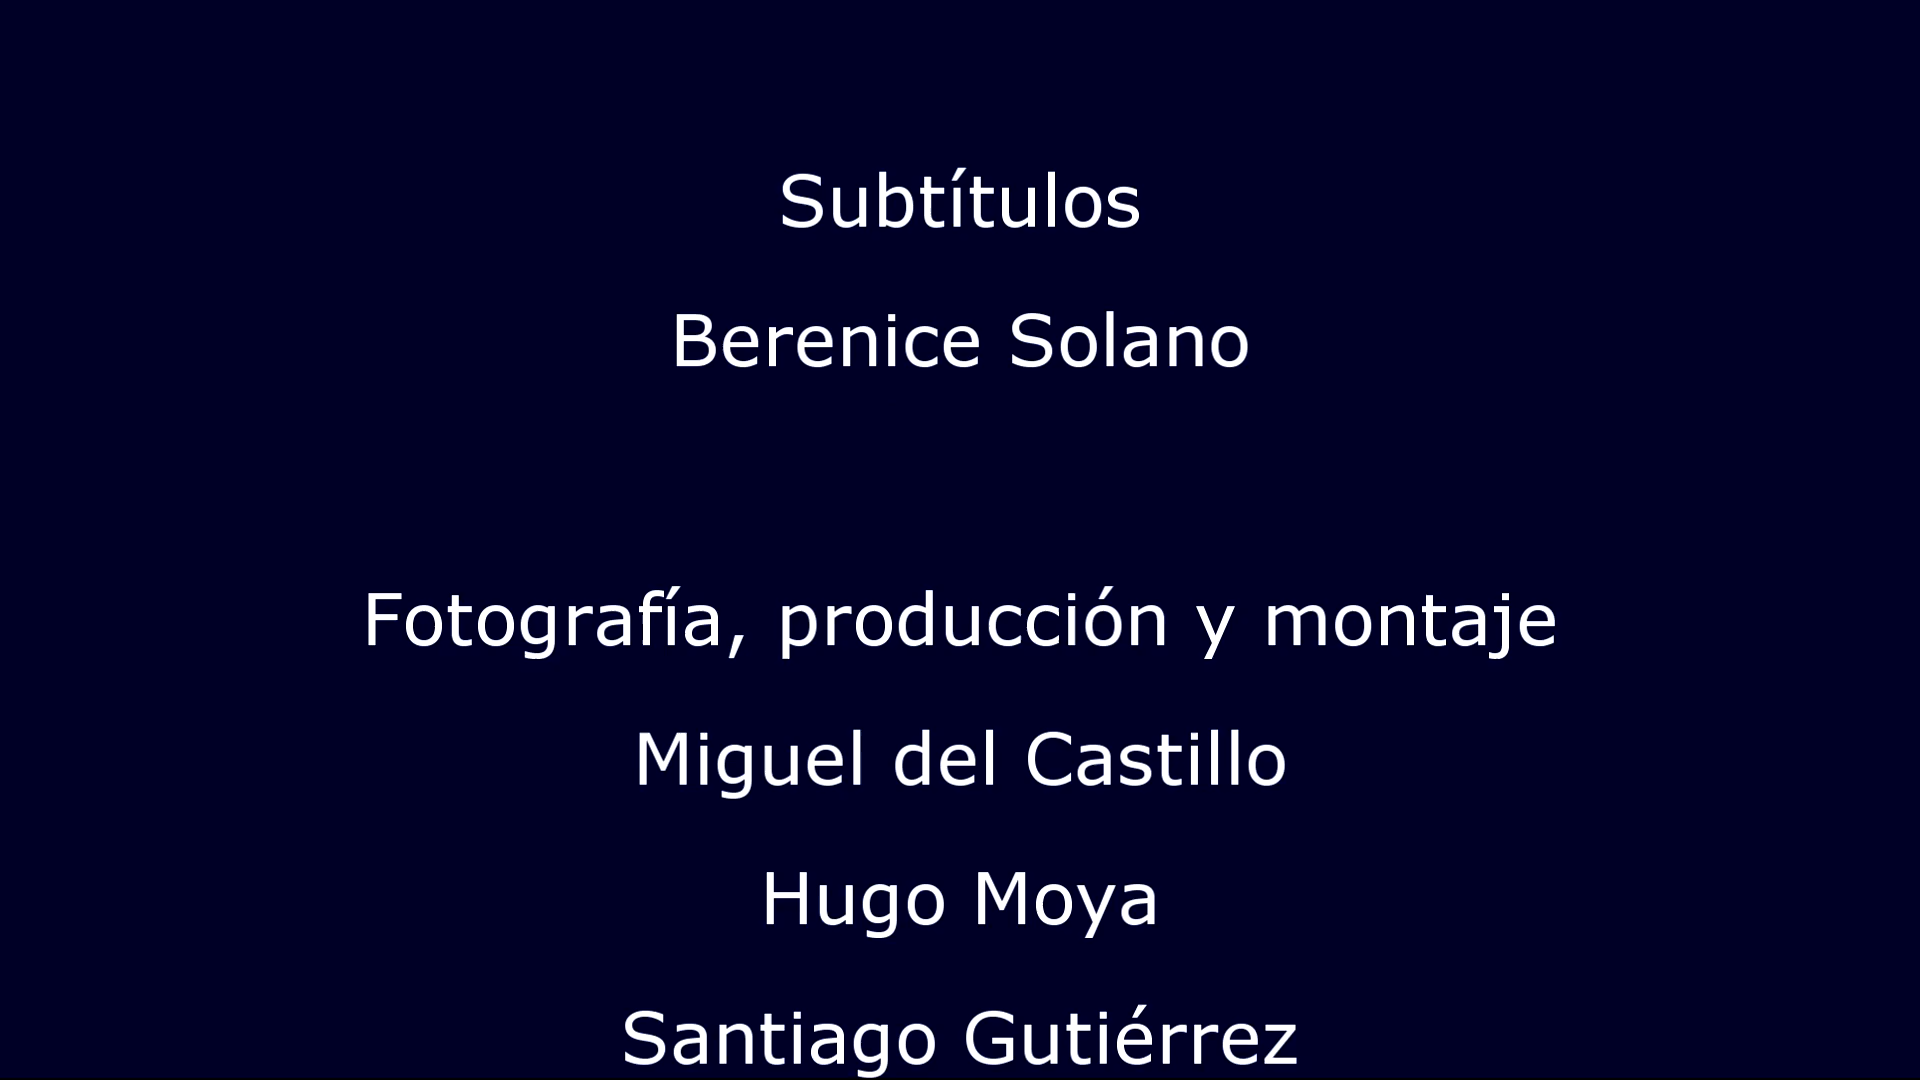 Subtítulos
Berenice Solano
Fotografía, producción y montaje
Miguel del Castillo
Hugo Moya
Santiago Gutiérrez